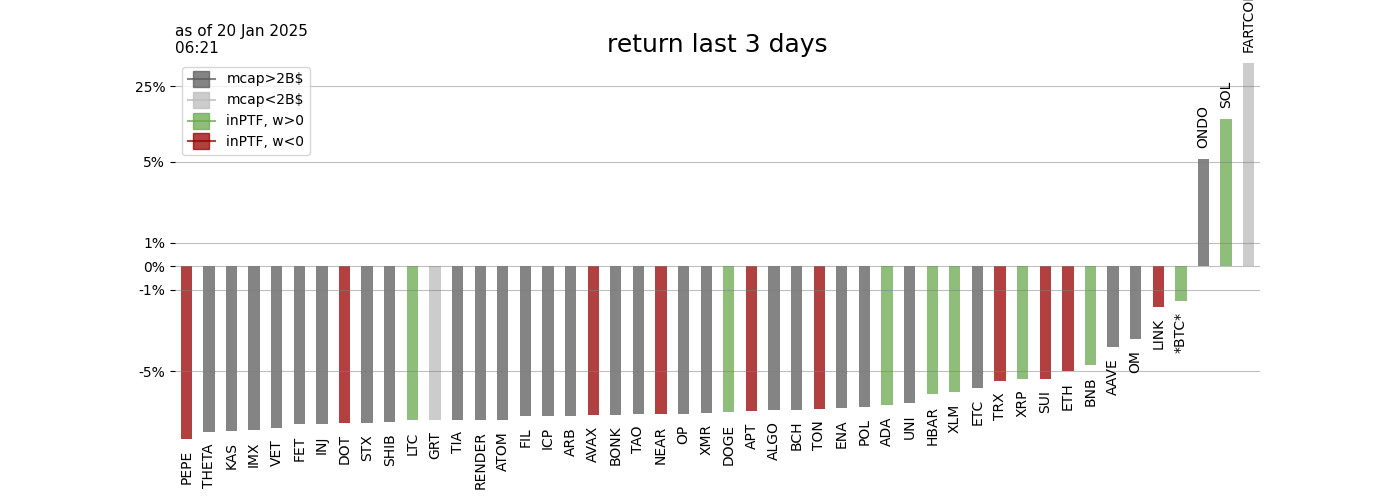 as of 20 Jan 2025
06:21
return last 3 days
mcap>2B$
mcap<2B$
inPTF, w>0
inPTF, w<0
25%
5%
1%
0%
-1%
-5%
PEPE
THETA
KAS
IMX
VET
FET
INJ
DOT
STX
SHIB
LTC
GRT
TIA
RENDER
ATOM
FIL
ICP
ARB
AVAX
BONK
TAO
NEAR
OP
XMR
DOGE
APT
ALGO
BCH
TON
ENA
POL
ADA
UNI
HBAR
XLM
ETC
TRX
XRP
SUI
ETH
BNB
AAVE
OM
LINK
*BTC*
ONDO
SOL